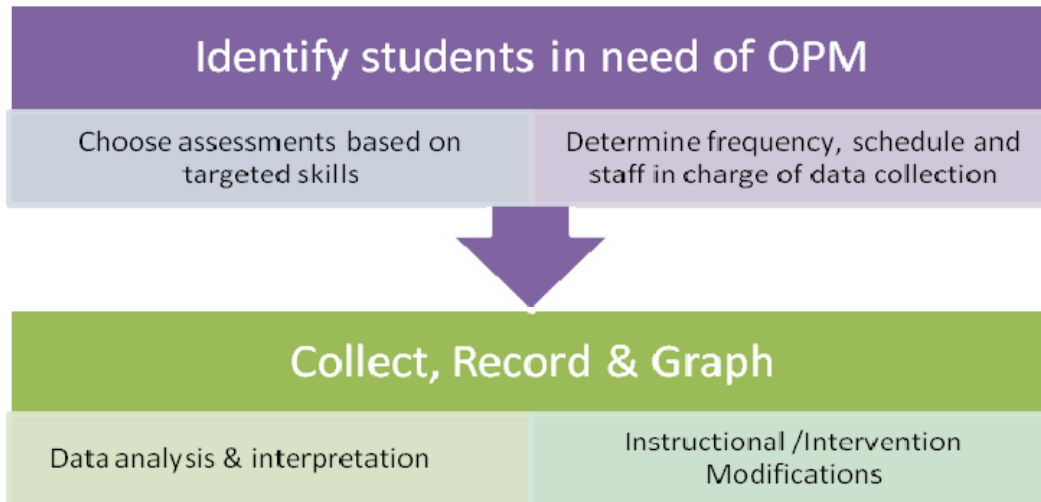 Identify students in need of OPM
Choose assessments based on
targeted skills
Determine frequency, schedule and
staff in charge of data collection
Collect, Record & Graph
Data analysis & interpretation
Instructional /Intervention
Modifications